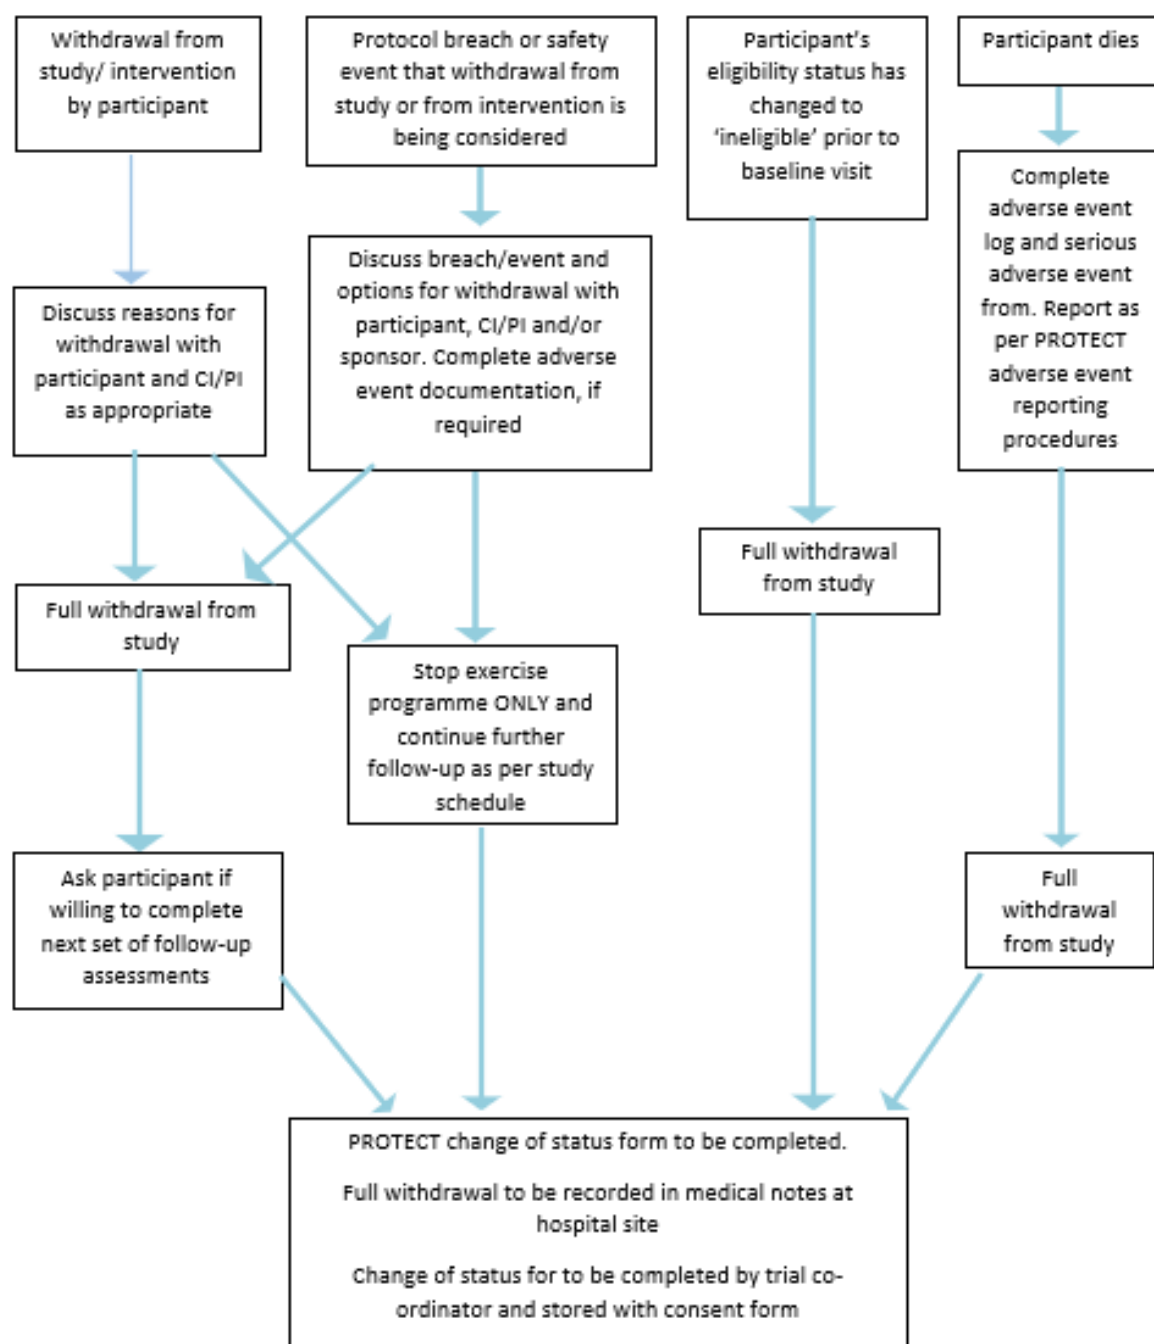 Withdrawal from
study/ intervention
by participant
Protocol breach or safety
event that withdrawal from
study or from intervention is
being considered
Participant's
eligibility status has
changed to
'ineligible' prior to
baseline visit
Participant dies
Discuss reasons for
withdrawal with
participant and CI/PI
as appropriate
Discuss breach/event and
options for withdrawal with
participant, CI/PI and/or
sponsor. Complete adverse
event documentation, if
required
Complete
adverse event
log and serious
adverse event
from. Report as
per PROTECT
adverse event
reporting
procedures
Full withdrawal from
study
Stop exercise
programme ONLY and
continue further
follow-up as per study
schedule
Full withdrawal
from study
Ask participant if
willing to complete
next set of follow-up
assessments
Full
withdrawal
from study
PROTECT change of status form to be completed.
Full withdrawal to be recorded in medical notes at
hospital site
Change of status for to be completed by trial co-
ordinator and stored with consent form